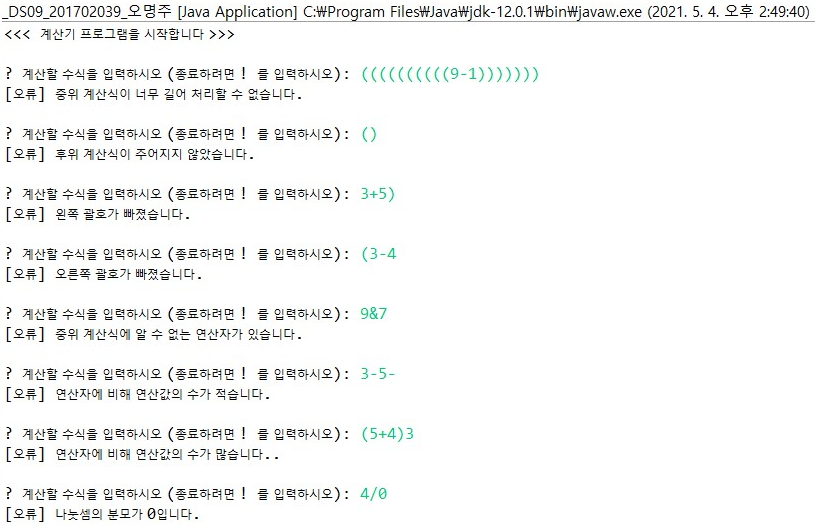 _DS09_201702039_오명주 [Java Application] C:\Program Files\Java\jdk-12.0.1\bin\javaw.exe (2021. 5. 4. 오후 2:49:40)
<<< 계산기 프로그램을 시작합니다 >>>
? 계산할 수식을 입력하시오 (종료하려면 ! 를 입력하시오): ((((((((((9-1)))))))
[오류] 중위 계산식이 너무 길어 처리할 수 없습니다.
? 계산할 수식을 입력하시오 (종료하려면 ! 를 입력하시오): ()
[오류] 후위 계산식이 주어지지 않았습니다.
? 계산할 수식을 입력하시오 (종료하려면 ! 를 입력하시오): 3+5)
[오류] 왼쪽 괄호가 빠졌습니다.
? 계산할 수식을 입력하시오 (종료하려면 ! 를 입력하시오): (3-4
[오류] 오른쪽 괄호가 빠졌습니다.
? 계산할 수식을 입력하시오 (종료하려면 ! 를 입력하시오): 9&7
[오류] 중위 계산식에 알 수 없는 연산자가 있습니다.
? 계산할 수식을 입력하시오 (종료하려면 ! 를 입력하시오): 3-5-
[오류] 연산자에 비해 연산값의 수가 적습니다.
? 계산할 수식을 입력하시오 (종료하려면 ! 를 입력하시오): (5+4)3
[오류] 연산자에 비해 연산값의 수가 많습니다..
? 계산할 수식을 입력하시오 (종료하려면 ! 를 입력하시오): 4/0
[오류] 나눗셈의 분모가 0입니다.